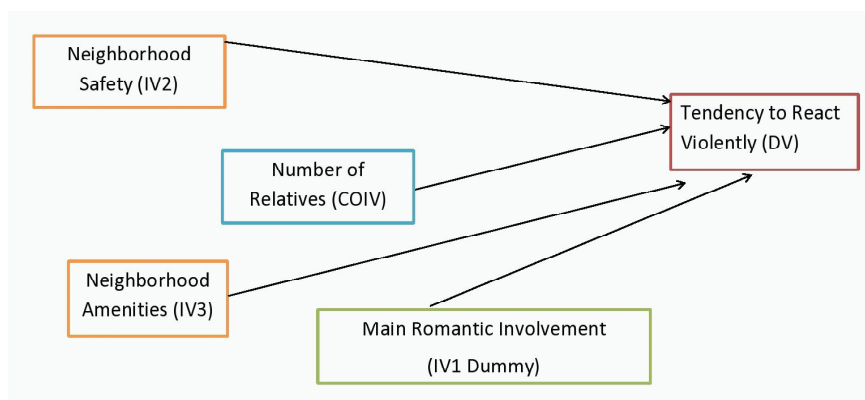 Neighborhood
Safety (IV2)
Tendency to React
Violently (DV)
Number of
Relatives (COIV)
Neighborhood
Amenities (IV3)
Main Romantic Involvement
(IV1 Dummy)